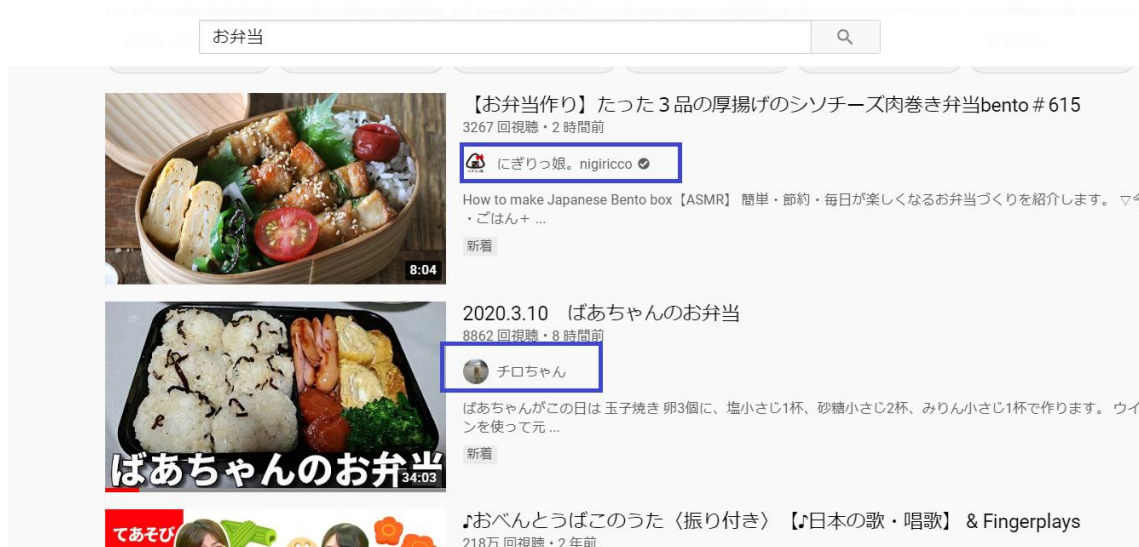 お弁当
【お弁当作り】たった3品の厚揚げのシソチーズ肉巻き弁当bento#615
3267 回視聴・2 時間前
にぎりっ娘。nigiricco
How to make Japanese Bento box【ASMR】 簡単・節約・毎日が楽しくなるお弁当づくりを紹介します。 ▽
・ごはん+ ...
新着
8:04
2020.3.10 ばあちゃんのお弁当
8862 回視聴・8 時間前
チロちゃん
ばあちゃんがこの日は 玉子焼き 卵3個に、塩小さじ1杯、砂糖小さじ2杯、みりん小さじ1杯で作ります。 ウイ
ンを使って元 ...
新着
ばあちゃんのお弁当
34:03
♪おべんとうばこのうた〈振り付き〉【♪日本の歌・唱歌】 & Fingerplays
218万 回視聴・2 年前
てあそび